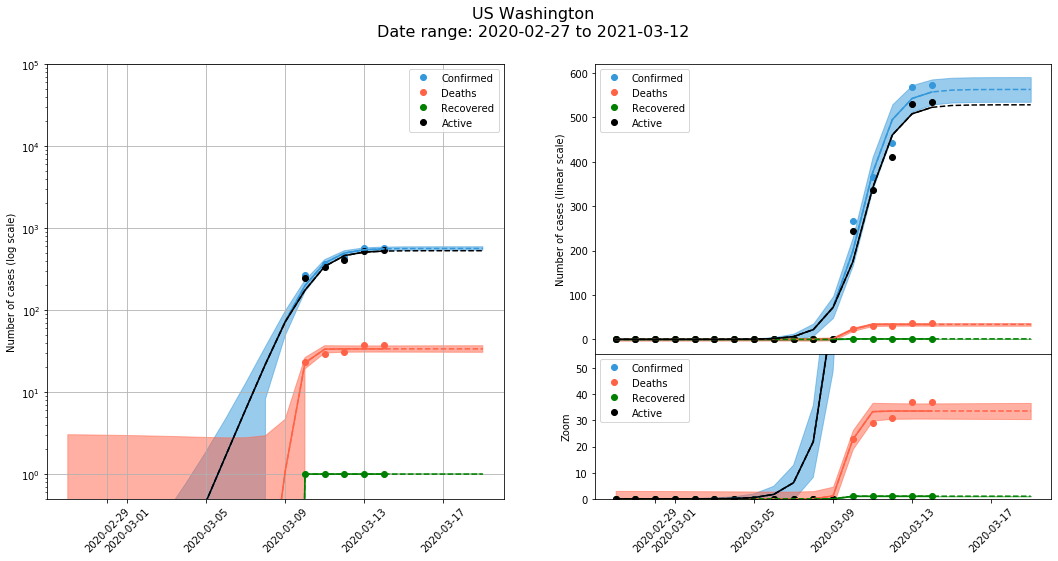 US Washington
Date range: 2020-02-27 to 2021-03-12
Number of cases (log scale)
10^5
10^4
10^3
10^2
10^1
10^0
Confirmed
Deaths
Recovered
Active
2020-02-29
2020-03-01
2020-03-05
2020-03-09
2020-03-13
2020-03-17
Number of cases (linear scale)
600
500
400
300
200
100
0
Confirmed
Deaths
Recovered
Active
Zoom
50
40
30
20
10
0
Confirmed
Deaths
Recovered
Active
2020-02-29
2020-03-01
2020-03-05
2020-03-09
2020-03-13
2020-03-17